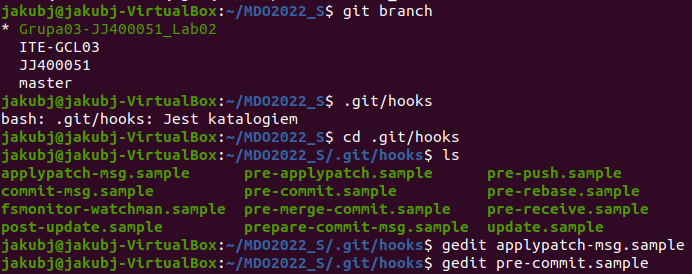 jakubj@jakubj-VirtualBox:~/MDO2022_S$ git branch
* Grupa03-JJ400051_Lab02
  ITE-GCL03
  JJ400051
  master
jakubj@jakubj-VirtualBox:~/MDO2022_S$ .git/hooks
bash: .git/hooks: Jest katalogiem
jakubj@jakubj-VirtualBox:~/MDO2022_S$ cd .git/hooks
jakubj@jakubj-VirtualBox:~/MDO2022_S/.git/hooks$ ls
applypatch-msg.sample pre-applypatch.sample pre-push.sample
commit-msg.sample pre-commit.sample pre-rebase.sample
fsmonitor-watchman.sample pre-merge-commit.sample pre-receive.sample
post-update.sample prepare-commit-msg.sample update.sample
jakubj@jakubj-VirtualBox:~/MDO2022_S/.git/hooks$ gedit applypatch-msg.sample
jakubj@jakubj-VirtualBox:~/MDO2022_S/.git/hooks$ gedit pre-commit.sample